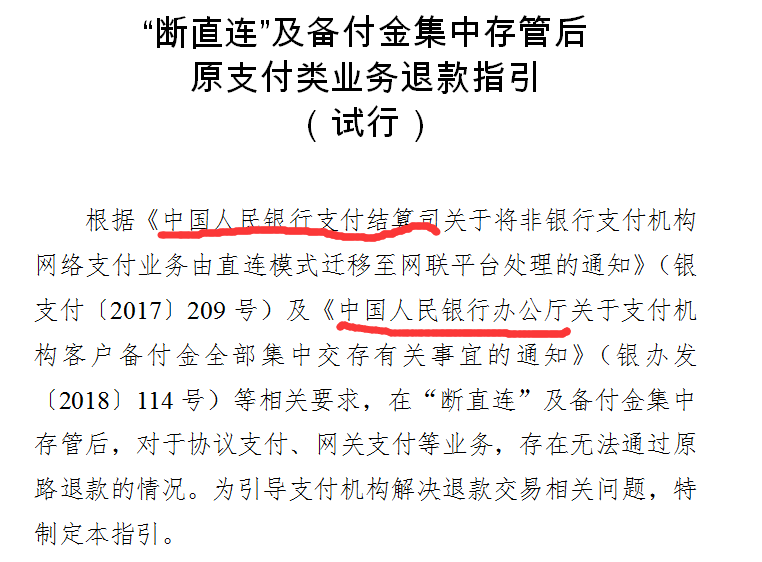 “断直连”及备付金集中存管后
原支付类业务退款指引
（试行）
根据《中国人民银行支付结算司关于将非银行支付机构
网络支付业务由直连模式迁移至网联平台处理的通知》（银
支付〔2017〕209 号）及《中国人民银行办公厅关于支付机
构客户备付金全部集中交存有关事宜的通知》（银办发
〔2018〕114 号）等相关要求，在“断直连”及备付金集中
存管后，对于协议支付、网关支付等业务，存在无法通过原
路退款的情况。为引导支付机构解决退款交易相关问题，特
制定本指引。